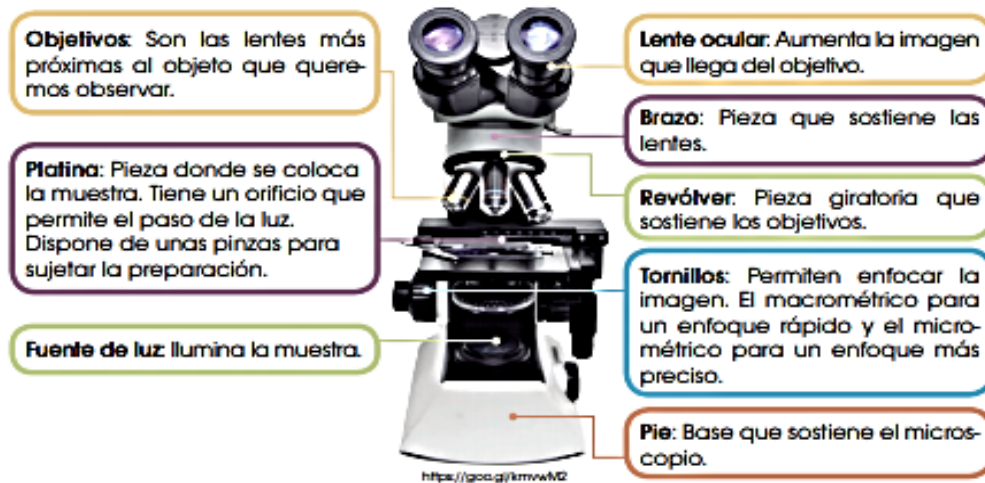 Objetivos: Son las lentes más
próximas al objeto que quere-
mos observar.
Platina: Pieza donde se coloca
la muestra. Tiene un orificio que
permite el paso de la luz.
Dispone de unas pinzas para
sujetar la preparación.
Fuente de luz: Ilumina la muestra.
Lente ocular: Aumenta la imagen
que llega del objetivo.
Brazo: Pieza que sostiene las
lentes.
Revólver: Pieza giratoria que
sostiene los objetivos.
Tornillos: Permiten enfocar la
imagen. El macrométrico para
un enfoque rápido y el micro-
métrico para un enfoque más
preciso.
Pie: Base que sostiene el micros-
copio.
https://goo.gl/kmvwM2